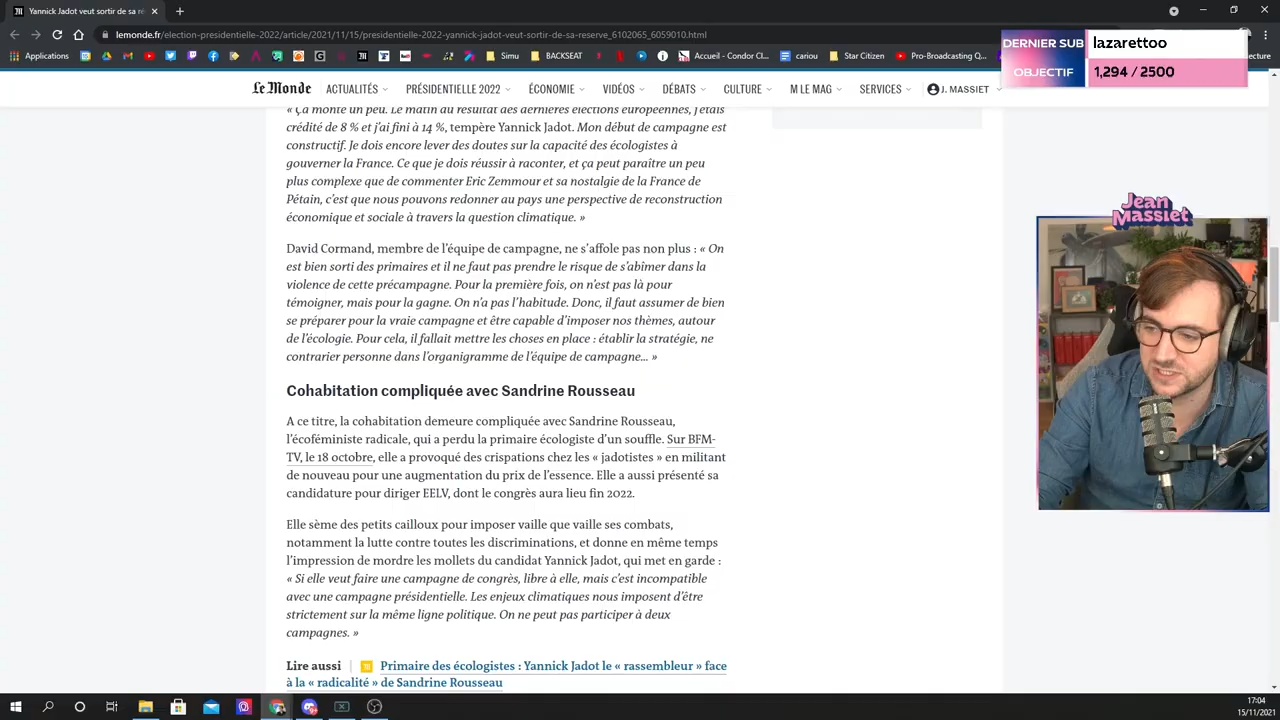 Yannick Jadot veut sortir de sa ré
lemonde.fr/election-presidentielle-2022/article/2021/11/15/presidentielle-2022-yannick-jadot-veut-sortir-de-sa-reserve_6102065_6059010.html
Applications
Scène
BACKSEAT
Accueil - Condor Cl...
cariou
Star Citizen
Pro-Broadcasting Q...
DERNIER SUB
lazarettoo
OBJECTIF
1,294 / 2500
Le Monde
ACTUALITÉS
PRÉSIDENTIELLE 2022
ÉCONOMIE
VIDÉOS
DÉBATS
CULTURE
M LE MAG
SERVICES
J. MASSIET
« Ça monte un peu. Le matin du résultat des dernières élections européennes, j'étais
crédité de 8 % et j'ai fini à 14 %, tempère Yannick Jadot. Mon début de campagne est
constructif. Je dois encore lever des doutes sur la capacité des écologistes à
gouverner la France. Ce que je dois réussir à raconter, et ça peut paraître un peu
plus complexe que de commenter Eric Zemmour et sa nostalgie de la France de
Pétain, c'est que nous pouvons redonner au pays une perspective de reconstruction
économique et sociale à travers la question climatique. »
David Cormand, membre de l'équipe de campagne, ne s'affole pas non plus : « On
est bien sorti des primaires et il ne faut pas prendre le risque de s'abîmer dans la
violence de cette précampagne. Pour la première fois, on n'est pas là pour
témoigner, mais pour la gagne. On n'a pas l'habitude. Donc, il faut assumer de bien
se préparer pour la vraie campagne et être capable d'imposer nos thèmes, autour
de l'écologie. Pour cela, il fallait mettre les choses en place : établir la stratégie, ne
contrarier personne dans l'organigramme de l'équipe de campagne... »
Cohabitation compliquée avec Sandrine Rousseau
A ce titre, la cohabitation demeure compliquée avec Sandrine Rousseau,
l'écoféministe radicale, qui a perdu la primaire écologiste d'un souffle. Sur BFM-
TV, le 18 octobre, elle a provoqué des crispations chez les « jadotistes » en militant
de nouveau pour une augmentation du prix de l'essence. Elle a aussi présenté sa
candidature pour diriger EELV, dont le congrès aura lieu fin 2022.
Elle sème des petits cailloux pour imposer vaille que vaille ses combats,
notamment la lutte contre toutes les discriminations, et donne en même temps
l'impression de mordre les mollets du candidat Yannick Jadot, qui met en garde :
« Si elle veut faire une campagne de congrès, libre à elle, mais c'est incompatible
avec une campagne présidentielle. Les enjeux climatiques nous imposent d'être
strictement sur la même ligne politique. On ne peut pas participer à deux
campagnes. »
Lire aussi | Primaire des écologistes : Yannick Jadot le « rassembleur » face
à la « radicalité » de Sandrine Rousseau
Jean
Massiet
17:04
15/11/2021